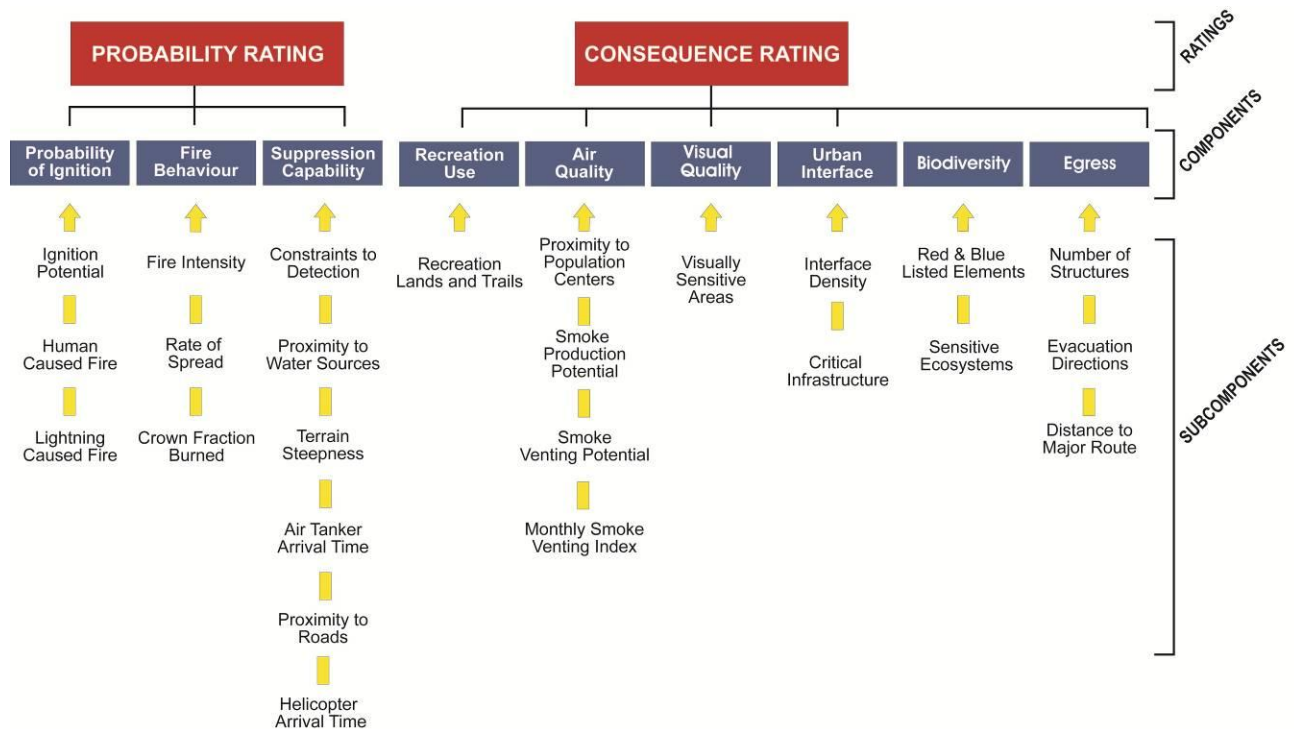 PROBABILITY RATING
CONSEQUENCE RATING
RATINGS
COMPONENTS
Probability
of Ignition
Fire
Behaviour
Suppression
Capability
Recreation
Use
Air
Quality
Visual
Quality
Urban
Interface
Biodiversity
Egress
SUBCOMPONENTS
Ignition
Potential
Human
Caused Fire
Lightning
Caused Fire
Fire Intensity
Rate of
Spread
Crown Fraction
Burned
Constraints to
Detection
Proximity to
Water Sources
Terrain
Steepness
Air Tanker
Arrival Time
Proximity to
Roads
Helicopter
Arrival Time
Recreation
Lands and Trails
Proximity to
Population
Centers
Smoke
Production
Potential
Smoke
Venting Potential
Monthly Smoke
Venting Index
Visually
Sensitive
Areas
Interface
Density
Critical
Infrastructure
Red & Blue
Listed Elements
Sensitive
Ecosystems
Number of
Structures
Evacuation
Directions
Distance to
Major Route